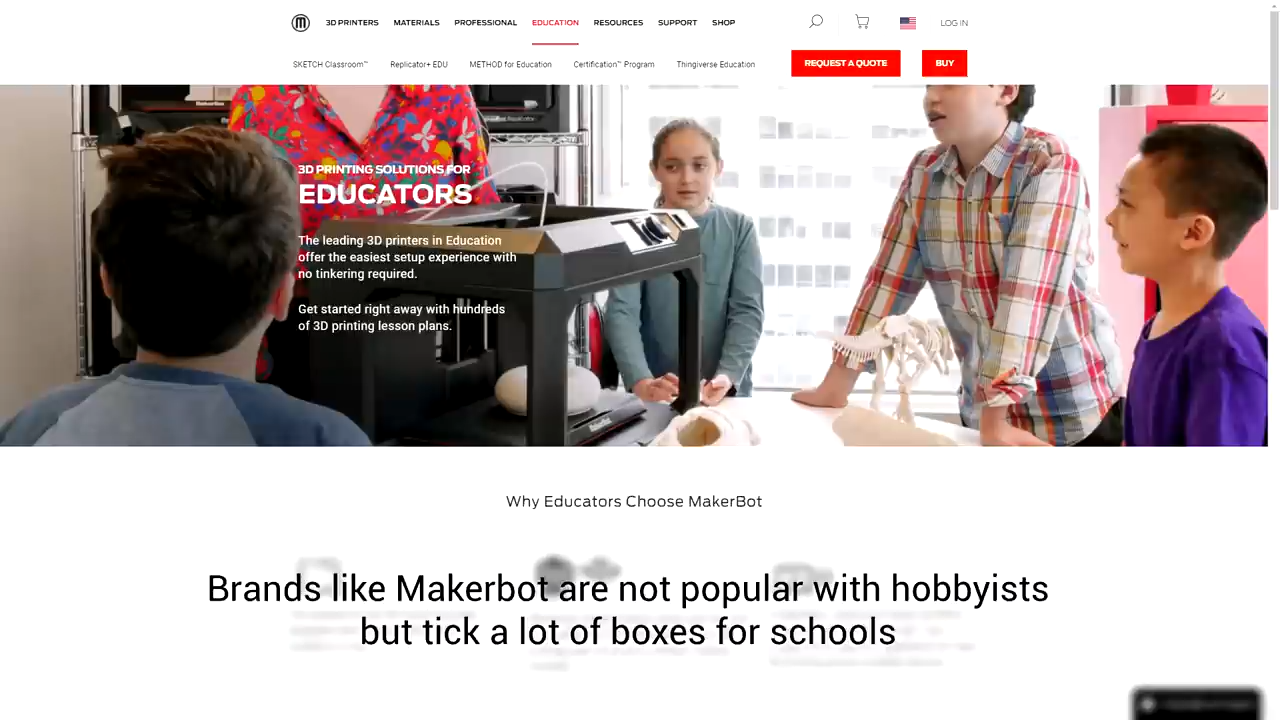 3D PRINTERS MATERIALS PROFESSIONAL EDUCATION RESOURCES SUPPORT SHOP LOG IN
SKETCH Classroom™ Replicator+ EDU METHOD for Education Certification™ Program Thingiverse Education REQUEST A QUOTE BUY
3D PRINTING SOLUTIONS FOR
EDUCATORS
The leading 3D printers in Education
offer the easiest setup experience with
no tinkering required.
Get started right away with hundreds
of 3D printing lesson plans.
Why Educators Choose MakerBot
Brands like Makerbot are not popular with hobbyists
but tick a lot of boxes for schools